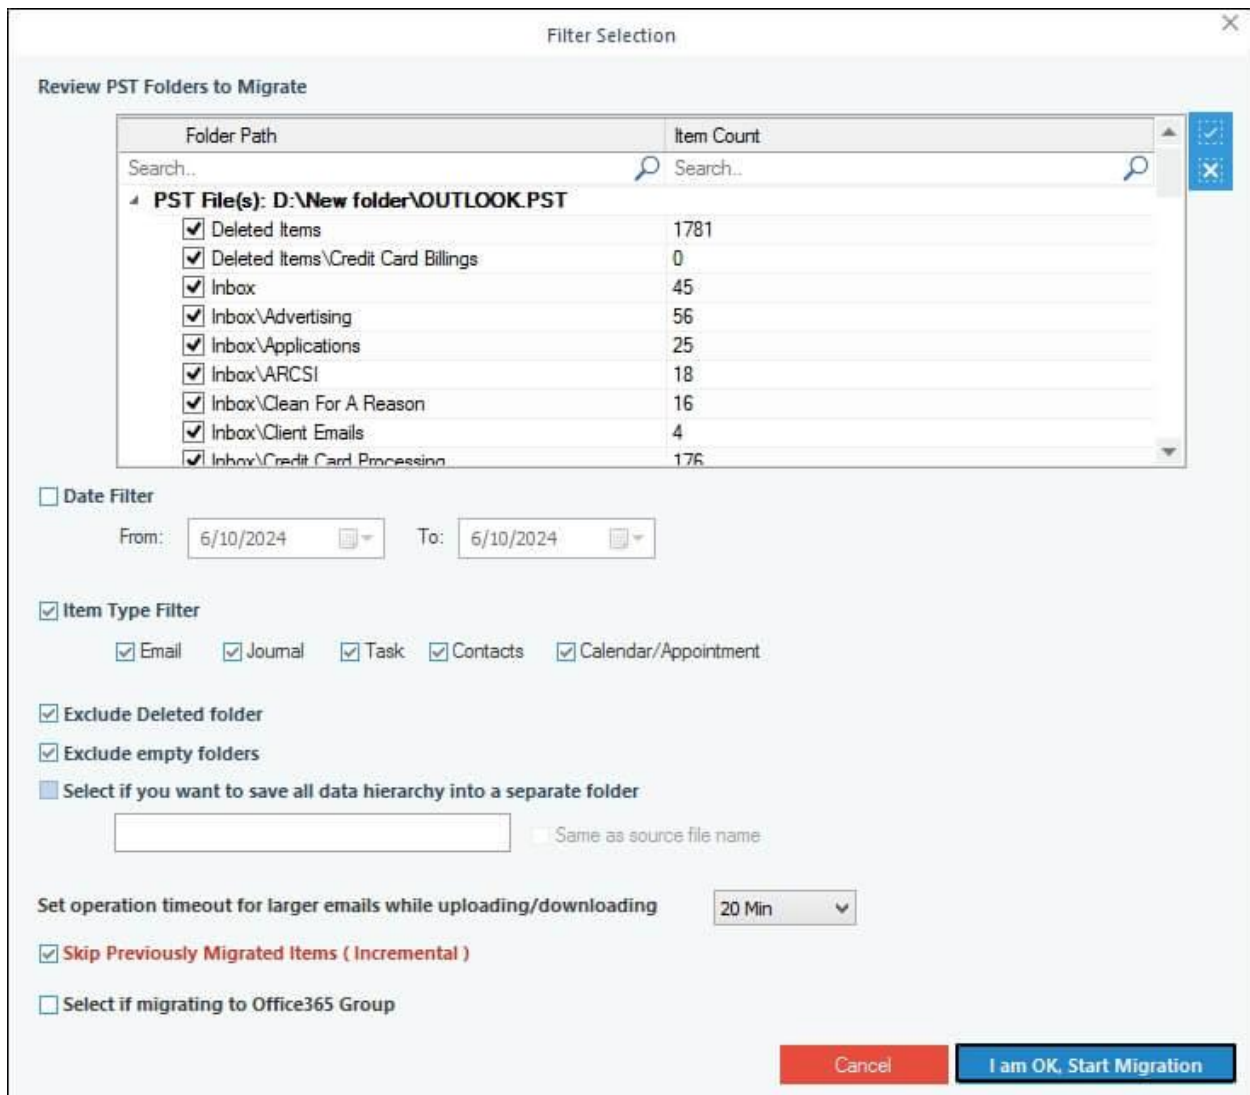 Filter Selection
Review PST Folders to Migrate
Folder Path Item Count
Search.. Search..
PST File(s): D:\New folder\OUTLOOK.PST
Deleted Items 1781
Deleted Items\Credit Card Billings 0
Inbox 45
Inbox\Advertising 56
Inbox\Applications 25
Inbox\ARCSI 18
Inbox\Clean For A Reason 16
Inbox\Client Emails 4
Inbox\Credit Card Processing 176
Date Filter
From: 6/10/2024 To: 6/10/2024
Item Type Filter
Email Journal Task Contacts Calendar/Appointment
Exclude Deleted folder
Exclude empty folders
Select if you want to save all data hierarchy into a separate folder
Same as source file name
Set operation timeout for larger emails while uploading/downloading 20 Min
Skip Previously Migrated Items ( Incremental )
Select if migrating to Office365 Group
Cancel I am OK, Start Migration